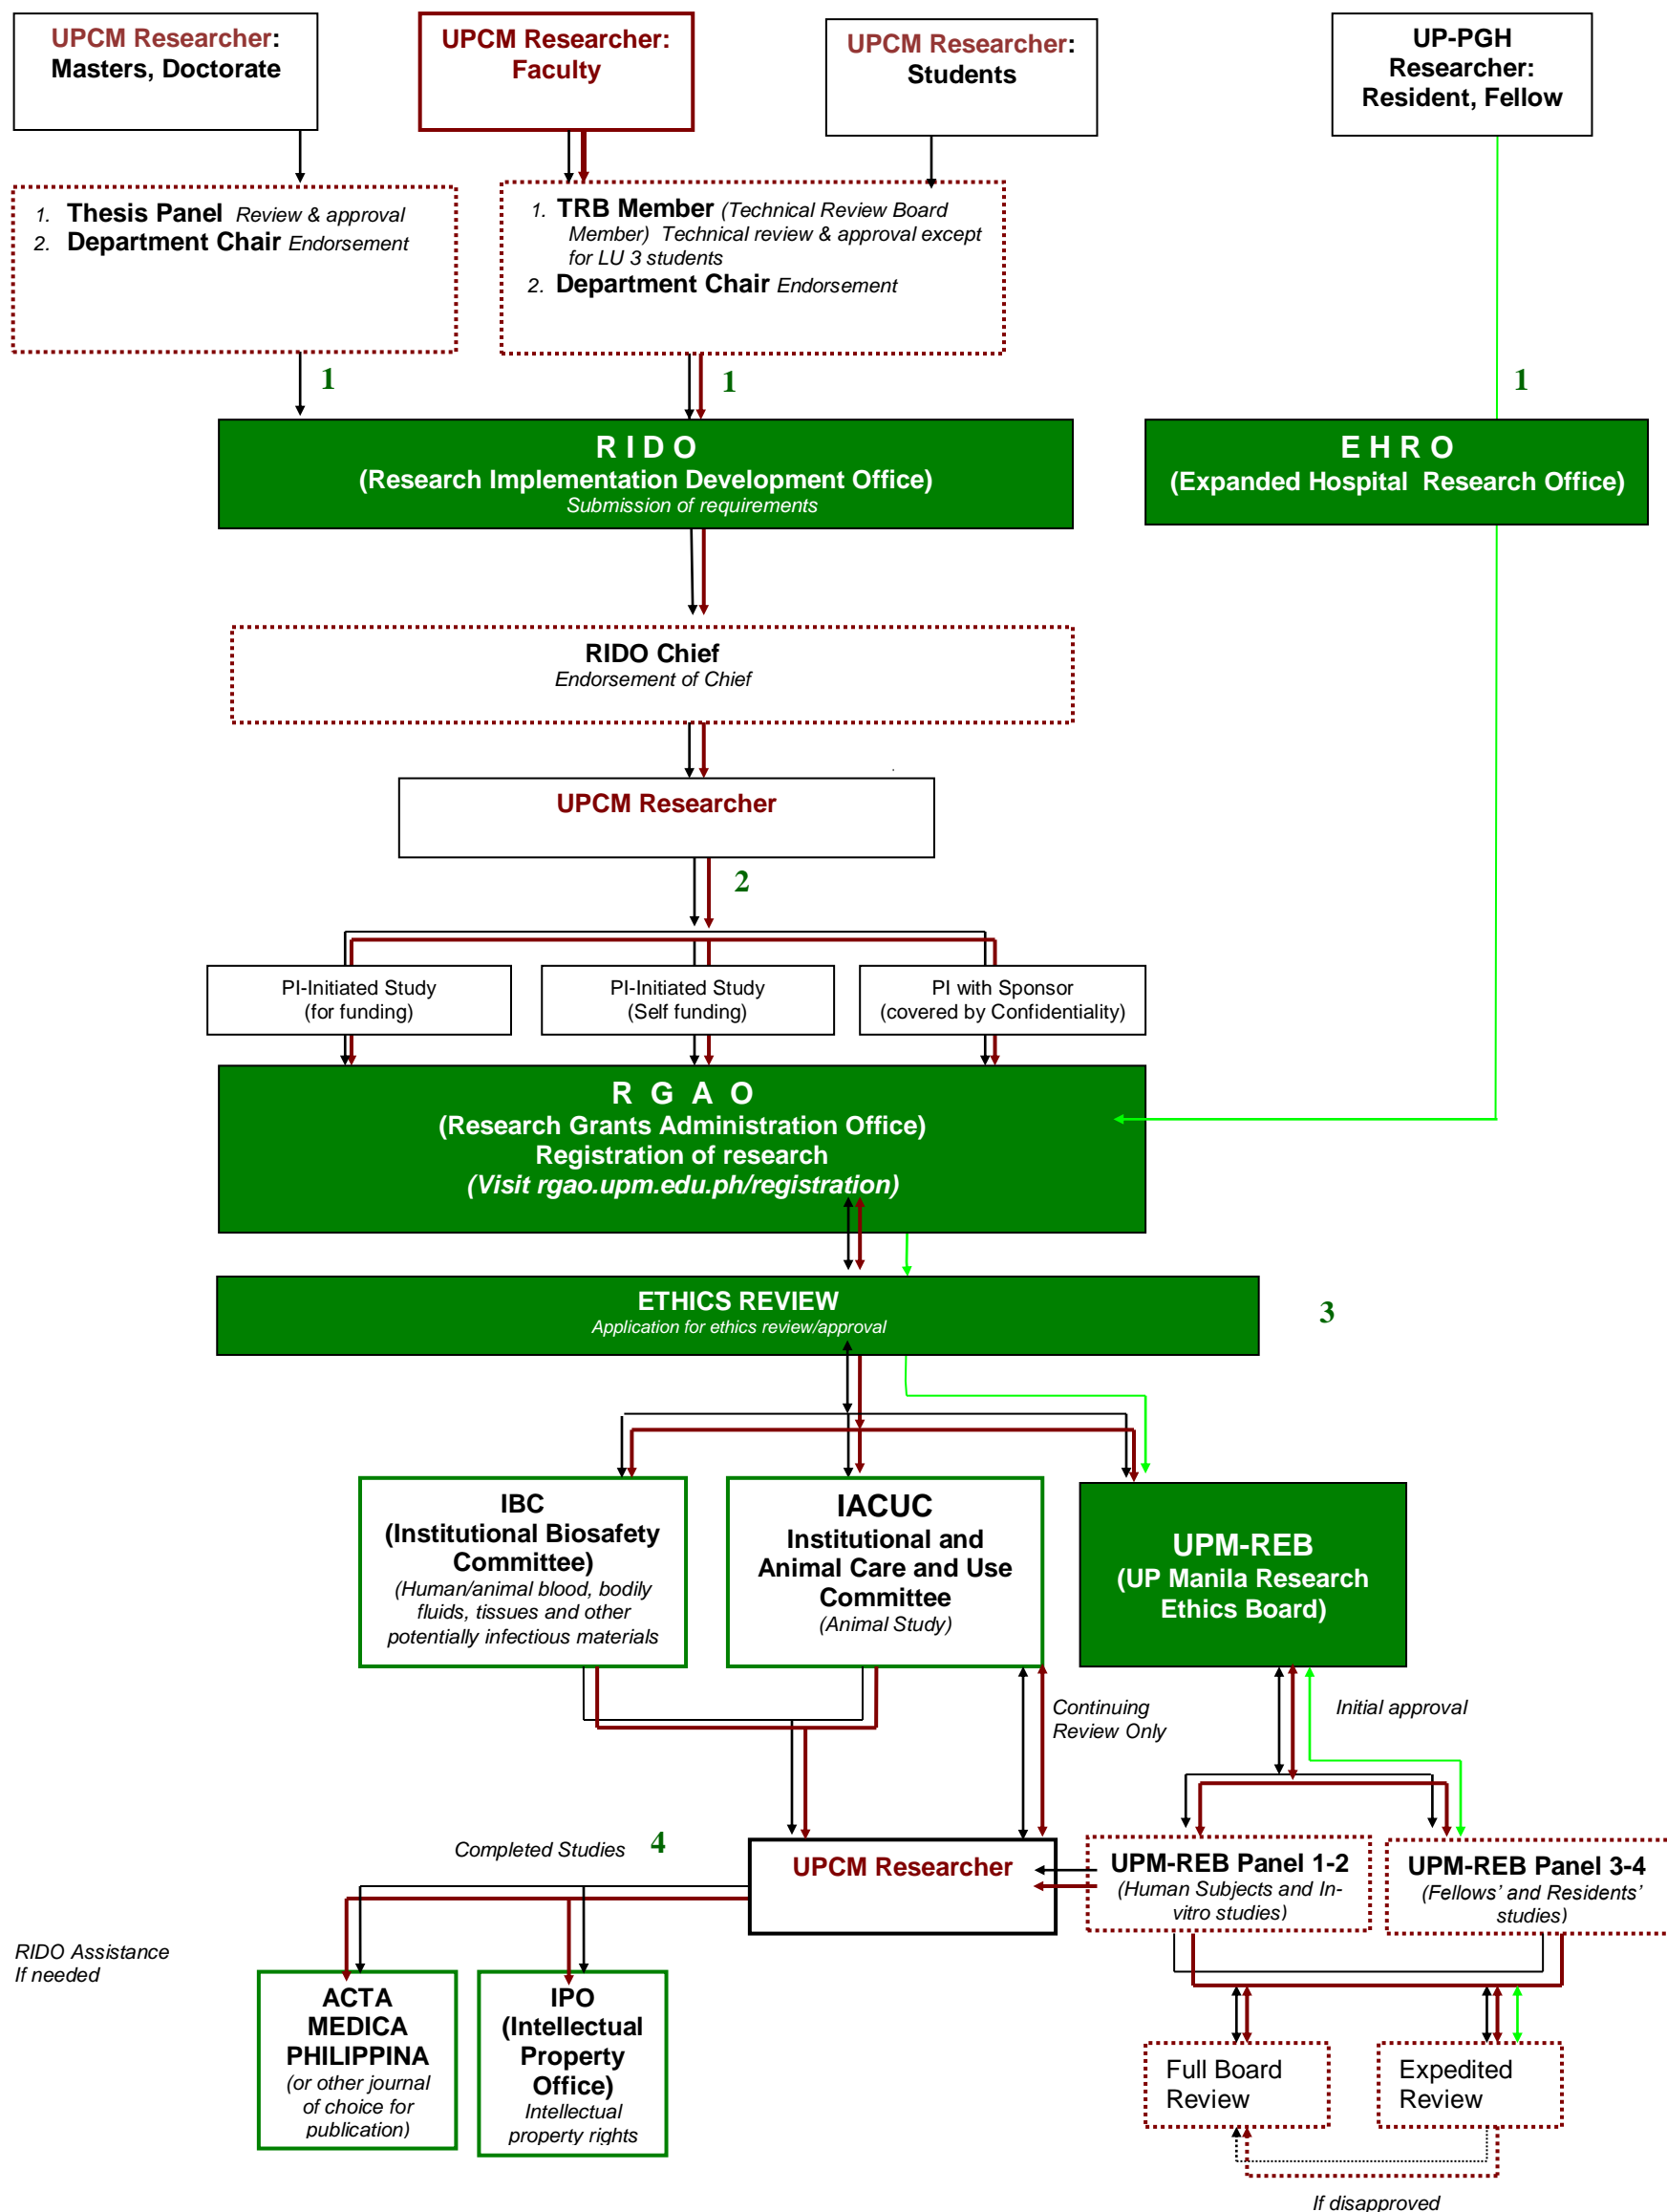 UPCM Researcher:
Masters, Doctorate
UPCM Researcher:
Faculty
UPCM Researcher:
Students
UP-PGH
Researcher:
Resident, Fellow
1. Thesis Panel Review & approval
2. Department Chair Endorsement
1. TRB Member (Technical Review Board
Member) Technical review & approval except
for LU 3 students
2. Department Chair Endorsement
1
1
1
R I D O
(Research Implementation Development Office)
Submission of requirements
E H R O
(Expanded Hospital Research Office)
RIDO Chief
Endorsement of Chief
UPCM Researcher
2
PI-Initiated Study
(for funding)
PI-Initiated Study
(Self funding)
PI with Sponsor
(covered by Confidentiality)
R G A O
(Research Grants Administration Office)
Registration of research
(Visit rgao.upm.edu.ph/registration)
ETHICS REVIEW
Application for ethics review/approval
3
IBC
(Institutional Biosafety
Committee)
(Human/animal blood, bodily
fluids, tissues and other
potentially infectious materials
IACUC
Institutional and
Animal Care and Use
Committee
(Animal Study)
UPM-REB
(UP Manila Research
Ethics Board)
Continuing
Review Only
Initial approval
Completed Studies
4
UPCM Researcher
UPM-REB Panel 1-2
(Human Subjects and In-
vitro studies)
UPM-REB Panel 3-4
(Fellows’ and Residents’
studies)
RIDO Assistance
If needed
ACTA
MEDICA
PHILIPPINA
(or other journal
of choice for
publication)
IPO
(Intellectual
Property
Office)
Intellectual
property rights
Full Board
Review
Expedited
Review
If disapproved